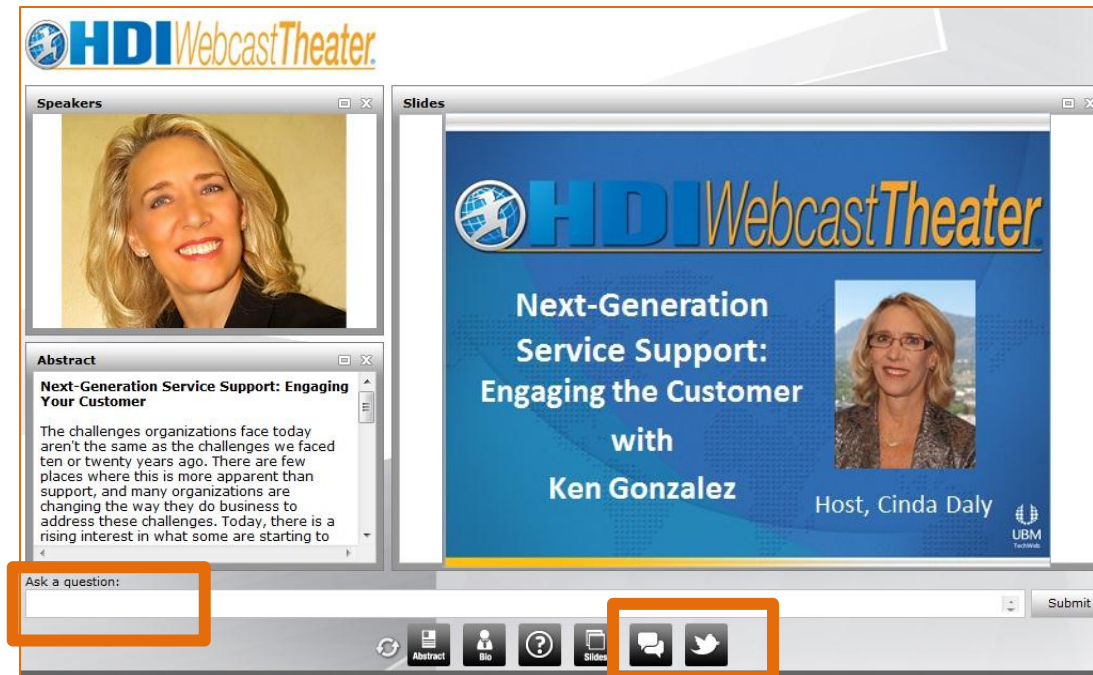 HDI WebcastTheater.
Speakers
Slides
HDI WebcastTheater.
Next-Generation
Service Support:
Engaging the Customer
with
Ken Gonzalez
Host, Cinda Daly
UBM
TechWeb
Abstract
Next-Generation Service Support: Engaging
Your Customer
The challenges organizations face today
aren't the same as the challenges we faced
ten or twenty years ago. There are few
places where this is more apparent than
support, and many organizations are
changing the way they do business to
address these challenges. Today, there is a
rising interest in what some are starting to
Ask a question:
Submit
Abstract
Bio
Slides